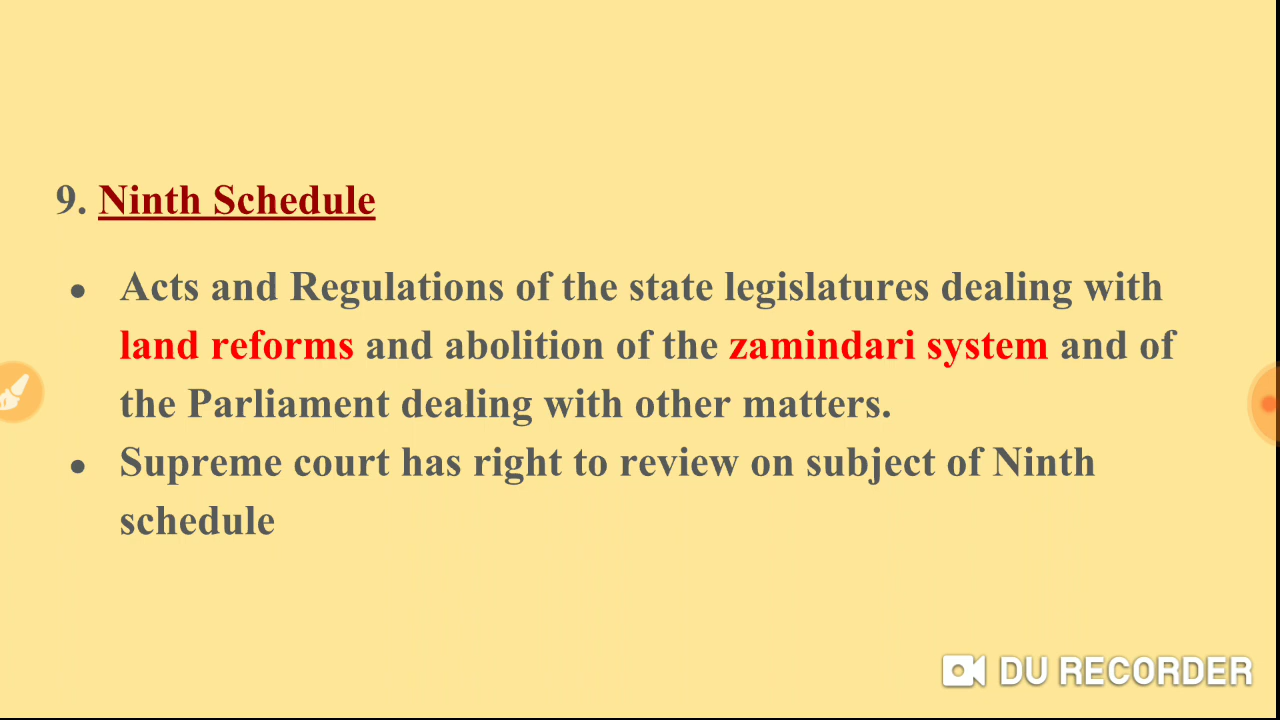 9. Ninth Schedule
● Acts and Regulations of the state legislatures dealing with
land reforms and abolition of the zamindari system and of
the Parliament dealing with other matters.
● Supreme court has right to review on subject of Ninth
schedule
DU RECORDER